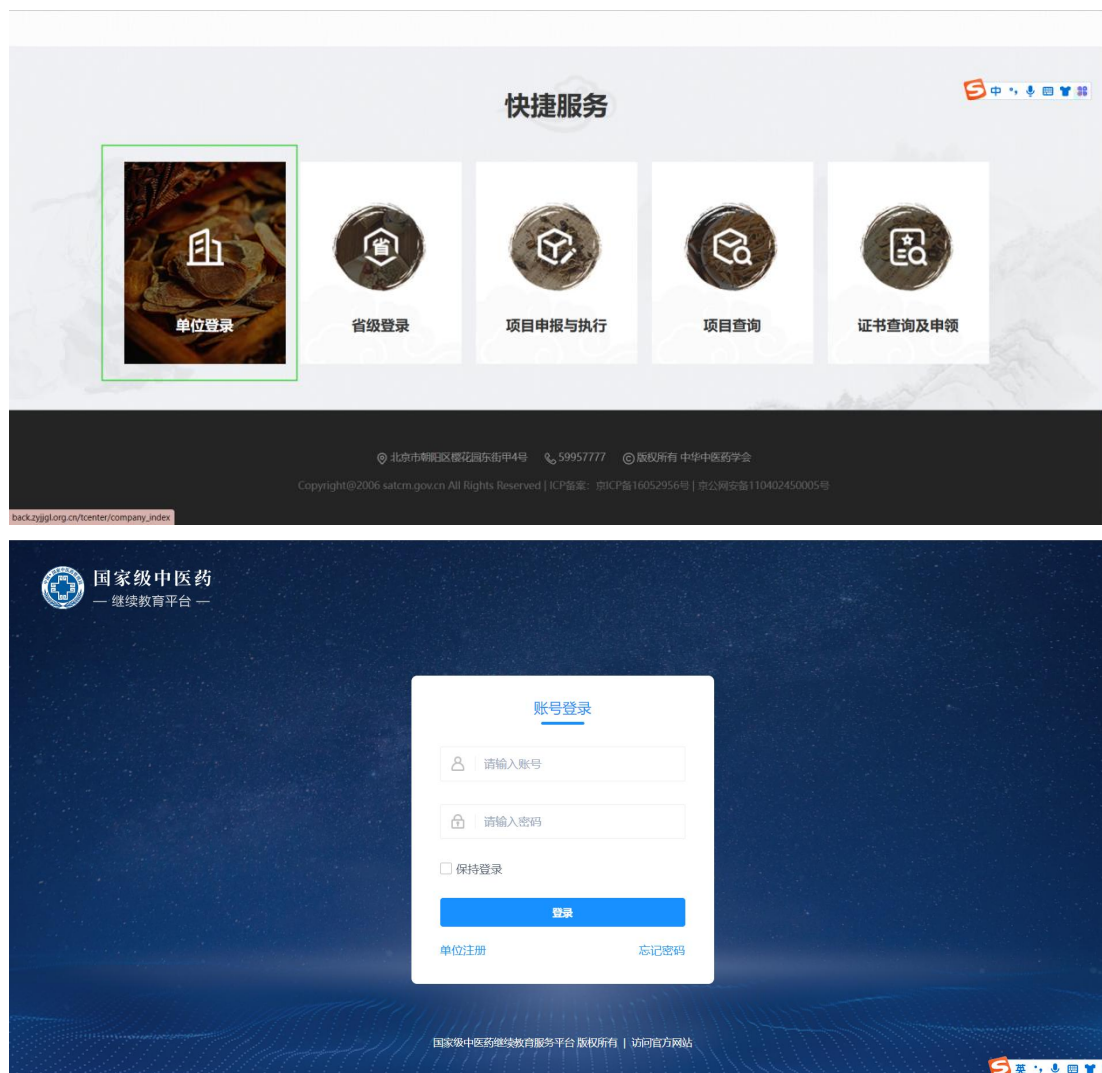 快捷服务
中
单位登录
省
省级登录
项目申报与执行
项目查询
证书查询及申领
北京市朝阳区樱花园东街甲4号 59957777 ©版权所有 中华中医药学会
Copyright@2006 satcm.gov.cn All Rights Reserved | ICP备案: 京ICP备16052956号 | 京公网安备110402450005号
back.zyjjgl.org.cn/tcenter/company_index
国家级中医药
— 继续教育平台 —
账号登录
请输入账号
请输入密码
保持登录
登录
单位注册 忘记密码
国家级中医药继续教育服务平台 版权所有 | 访问官方网站
英